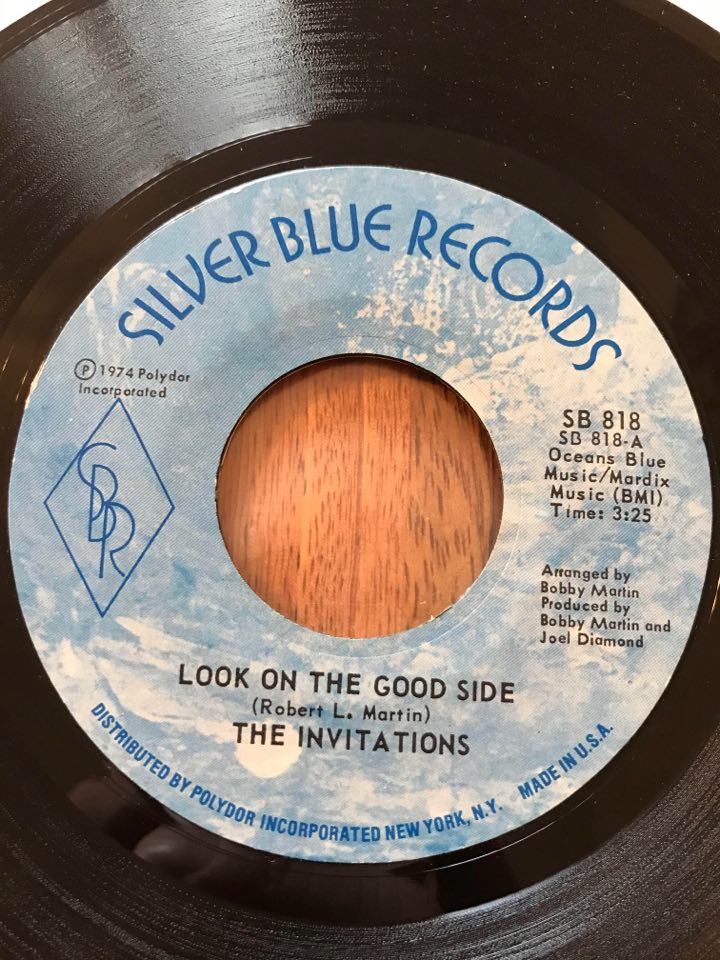 SILVER BLUE RECORDS
Ⓟ 1974 Polydor
Incorporated
SBR
SB 818
SB 818-A
Oceans Blue
Music/Mardix
Music (BMI)
Time: 3:25
Arranged by
Bobby Martin
Produced by
Bobby Martin and
Joel Diamond
LOOK ON THE GOOD SIDE
(Robert L. Martin)
THE INVITATIONS
DISTRIBUTED BY POLYDOR INCORPORATED NEW YORK, N.Y. MADE IN U.S.A.